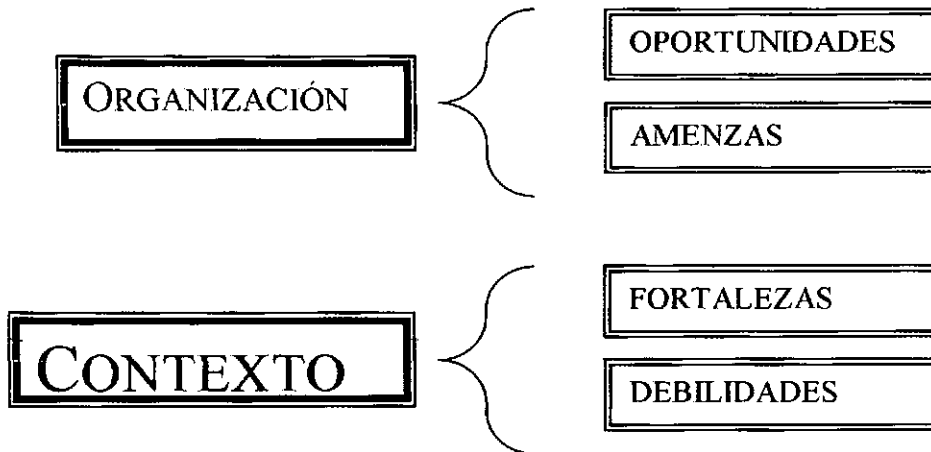 ORGANIZACIÓN
OPORTUNIDADES
AMENZAS
CONTEXTO
FORTALEZAS
DEBILIDADES